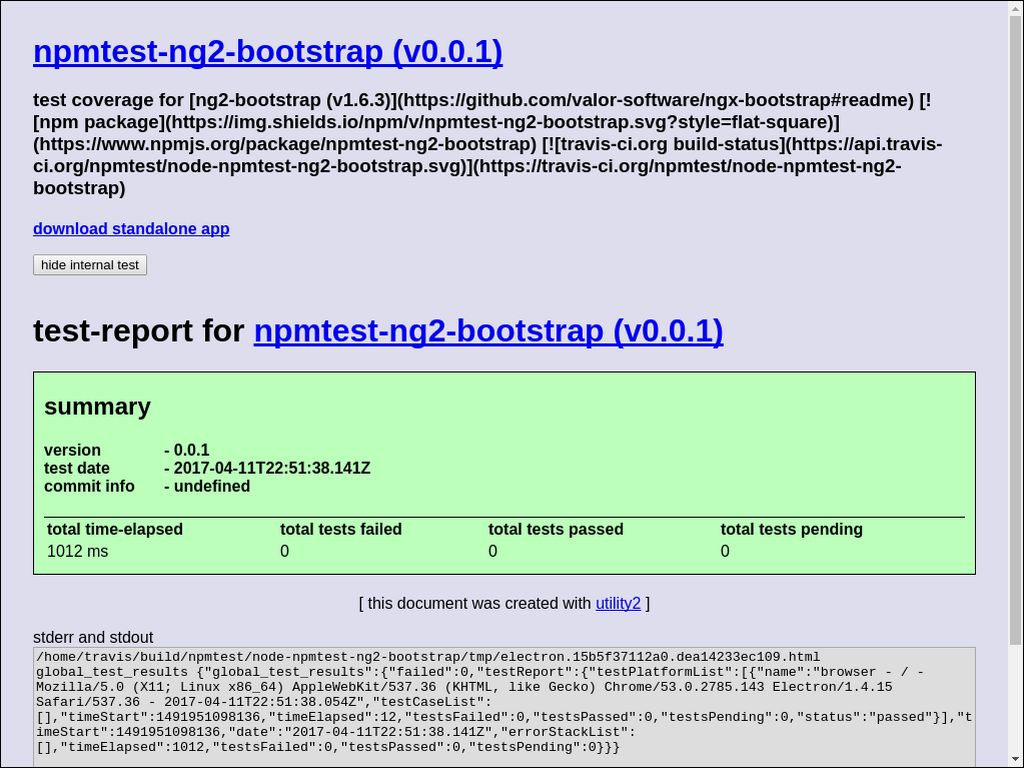 npmtest-ng2-bootstrap (v0.0.1)
test coverage for [ng2-bootstrap (v1.6.3)](https://github.com/valor-software/ngx-bootstrap#readme) [!
[npm package](https://img.shields.io/npm/v/npmtest-ng2-bootstrap.svg?style=flat-square)]
(https://www.npmjs.org/package/npmtest-ng2-bootstrap) [![travis-ci.org build-status](https://api.travis-
ci.org/npmtest/node-npmtest-ng2-bootstrap.svg)](https://travis-ci.org/npmtest/node-npmtest-ng2-
bootstrap)
download standalone app
hide internal test
test-report for npmtest-ng2-bootstrap (v0.0.1)
summary
version - 0.0.1
test date - 2017-04-11T22:51:38.141Z
commit info - undefined
total time-elapsed total tests failed total tests passed total tests pending
1012 ms 0 0 0
[ this document was created with utility2 ]
stderr and stdout
/home/travis/build/npmtest/node-npmtest-ng2-bootstrap/tmp/electron.15b5f37112a0.dea14233ec109.html
global_test_results {"global_test_results":{"failed":0,"testReport":{"testPlatformList":[{"name":"browser - / -
Mozilla/5.0 (X11; Linux x86_64) AppleWebKit/537.36 (KHTML, like Gecko) Chrome/53.0.2785.143 Electron/1.4.15
Safari/537.36 - 2017-04-11T22:51:38.054Z","testCaseList":
[],"timeStart":1491951098136,"timeElapsed":12,"testsFailed":0,"testsPassed":0,"testsPending":0,"status":"passed"}],"t
imeStart":1491951098136,"date":"2017-04-11T22:51:38.141Z","errorStackList":
[],"timeElapsed":1012,"testsFailed":0,"testsPassed":0,"testsPending":0}}}